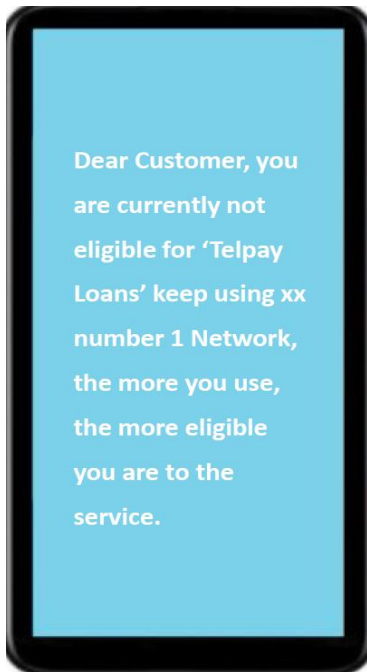 Dear Customer, you
are currently not
eligible for ‘Telpay
Loans’ keep using xx
number 1 Network,
the more you use,
the more eligible
you are to the
service.